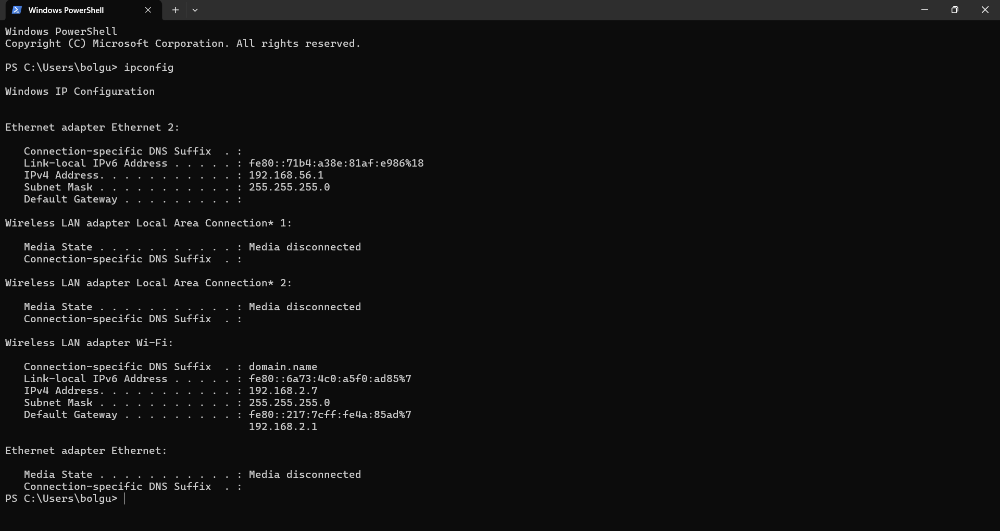 Windows PowerShell
Windows PowerShell
Copyright (C) Microsoft Corporation. All rights reserved.

PS C:\Users\bolgu> ipconfig

Windows IP Configuration


Ethernet adapter Ethernet 2:

   Connection-specific DNS Suffix  . :
   Link-local IPv6 Address . . . . . : fe80::71b4:a38e:81af:e986%18
   IPv4 Address. . . . . . . . . . . : 192.168.56.1
   Subnet Mask . . . . . . . . . . . : 255.255.255.0
   Default Gateway . . . . . . . . . :

Wireless LAN adapter Local Area Connection* 1:

   Media State . . . . . . . . . . . : Media disconnected
   Connection-specific DNS Suffix  . :

Wireless LAN adapter Local Area Connection* 2:

   Media State . . . . . . . . . . . : Media disconnected
   Connection-specific DNS Suffix  . :

Wireless LAN adapter Wi-Fi:

   Connection-specific DNS Suffix  . : domain.name
   Link-local IPv6 Address . . . . . : fe80::6a73:4c0:a5f0:ad85%7
   IPv4 Address. . . . . . . . . . . : 192.168.2.7
   Subnet Mask . . . . . . . . . . . : 255.255.255.0
   Default Gateway . . . . . . . . . : fe80::217:7cff:fe4a:85ad%7
                                       192.168.2.1

Ethernet adapter Ethernet:

   Media State . . . . . . . . . . . : Media disconnected
   Connection-specific DNS Suffix  . :
PS C:\Users\bolgu>